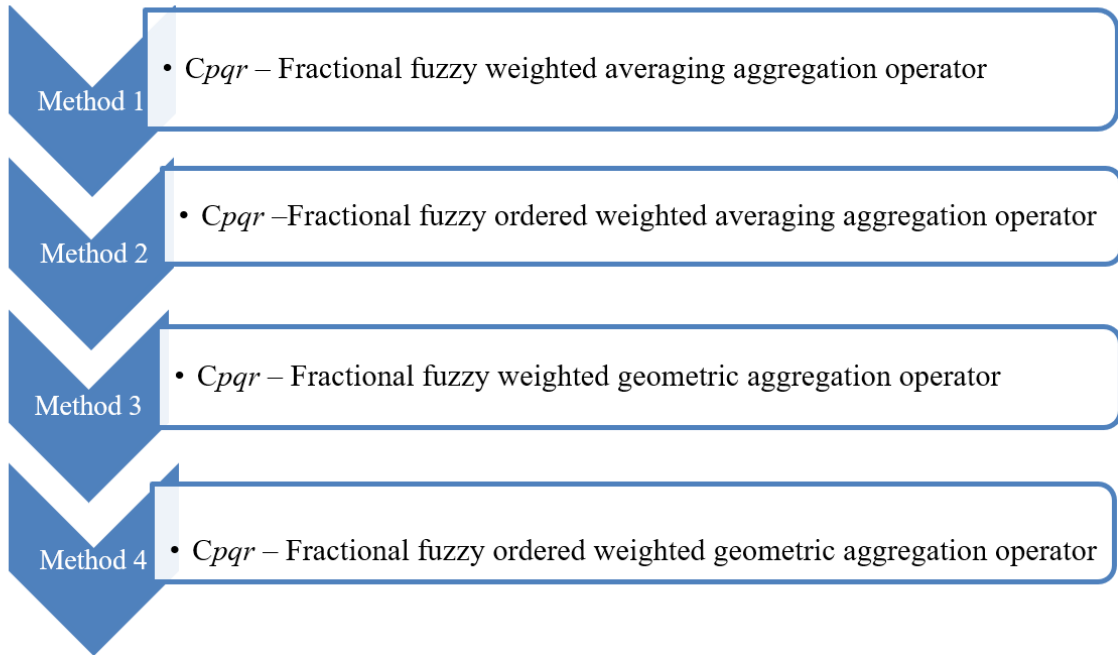 Method 1
• Cpqr – Fractional fuzzy weighted averaging aggregation operator
Method 2
• Cpqr –Fractional fuzzy ordered weighted averaging aggregation operator
Method 3
• Cpqr – Fractional fuzzy weighted geometric aggregation operator
Method 4
• Cpqr – Fractional fuzzy ordered weighted geometric aggregation operator